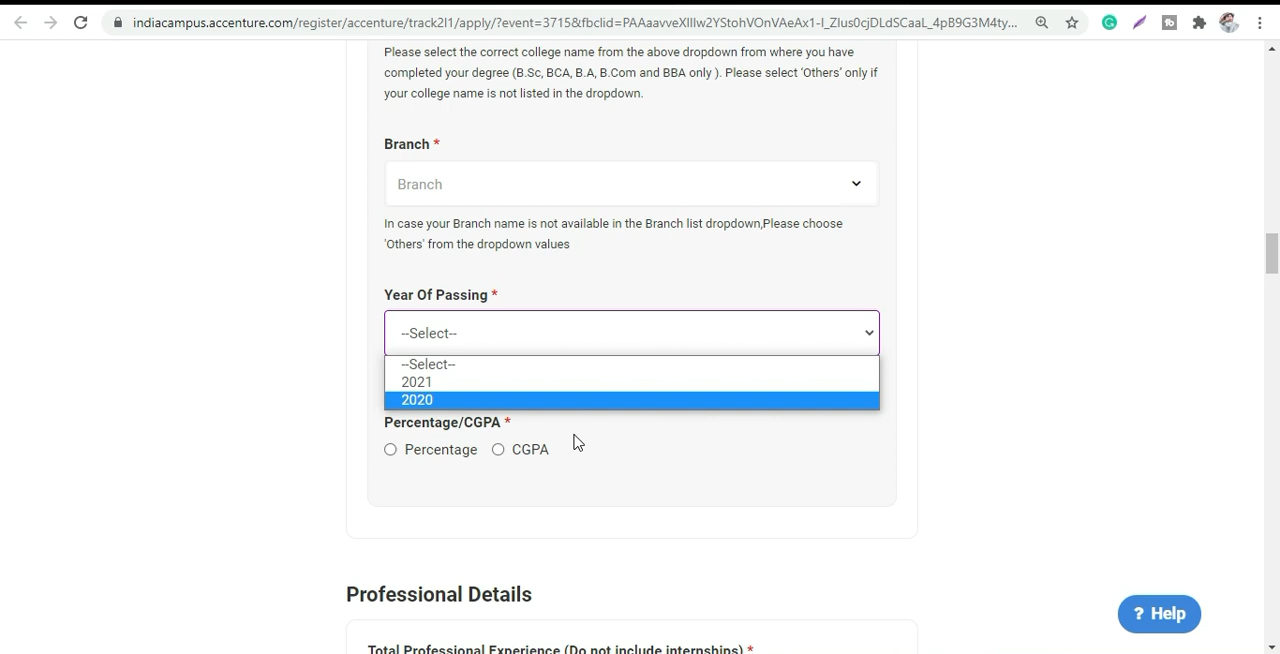 indiacampus.accenture.com/register/accenture/track2l1/apply/?event=3715&fbclid=PAAaavveXIIIw2YStohVOnVAeAx1-I_ZIus0cjDLdSCaaL_4pB9G3M4ty...
Please select the correct college name from the above dropdown from where you have
completed your degree (B.Sc, BCA, B.A, B.Com and BBA only ). Please select ‘Others’ only if
your college name is not listed in the dropdown.
Branch *
Branch
In case your Branch name is not available in the Branch list dropdown,Please choose
'Others' from the dropdown values
Year Of Passing *
--Select--
--Select--
2021
2020
Percentage/CGPA *
Percentage CGPA
Professional Details
? Help
Total Professional Experience (Do not include internships) *